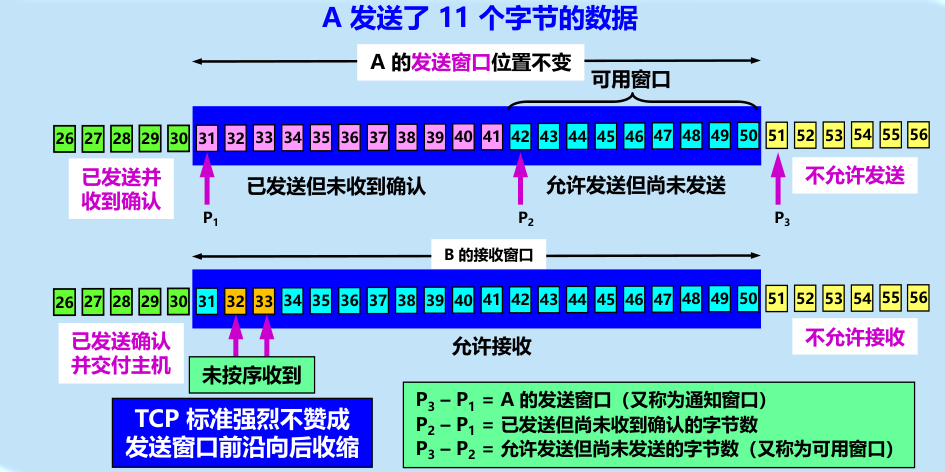 A 发送了 11 个字节的数据
A 的发送窗口位置不变
可用窗口
26 27 28 29 30 31 32 33 34 35 36 37 38 39 40 41 42 43 44 45 46 47 48 49 50 51 52 53 54 55 56
已发送并
收到确认
已发送但未收到确认
允许发送但尚未发送
不允许发送
P1
P2
P3
B 的接收窗口
26 27 28 29 30 31 32 33 34 35 36 37 38 39 40 41 42 43 44 45 46 47 48 49 50 51 52 53 54 55 56
已发送确认
并交付主机
未按序收到
允许接收
不允许接收
TCP 标准强烈不赞成
发送窗口前沿向后收缩
P3 – P1 = A 的发送窗口（又称为通知窗口）
P2 – P1 = 已发送但尚未收到确认的字节数
P3 – P2 = 允许发送但尚未发送的字节数（又称为可用窗口）